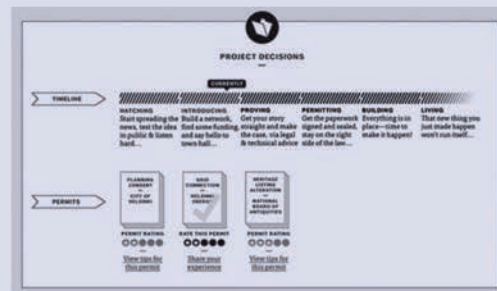 PROJECT DECISIONS
CURRENTLY
TIMELINE
HATCHING
Start spreading the
news, test the idea
in public & listen
hard...
INTRODUCING
Build a network,
find some funding,
and say hello to
town hall...
PROVING
Get your story
straight and make
the case, via legal
& technical advice
PERMITTING
Get the paperwork
signed and sealed,
stay on the right
side of the law...
BUILDING
Everything is in
place—time to
make it happen!
LIVING
That new thing you
just made happen
won't run itself...
PERMITS
PLANNING
CONSENT
—
CITY OF
HELSINKI
PERMIT RATING
View tips for
this permit
GRID
CONNECTION
—
HELSINKI
ENERGY
RATE THIS PERMIT
Share your
experience
HERITAGE
LISTING
ALTERATION
—
NATIONAL
BOARD OF
ANTIQUITIES
PERMIT RATING
View tips for
this permit